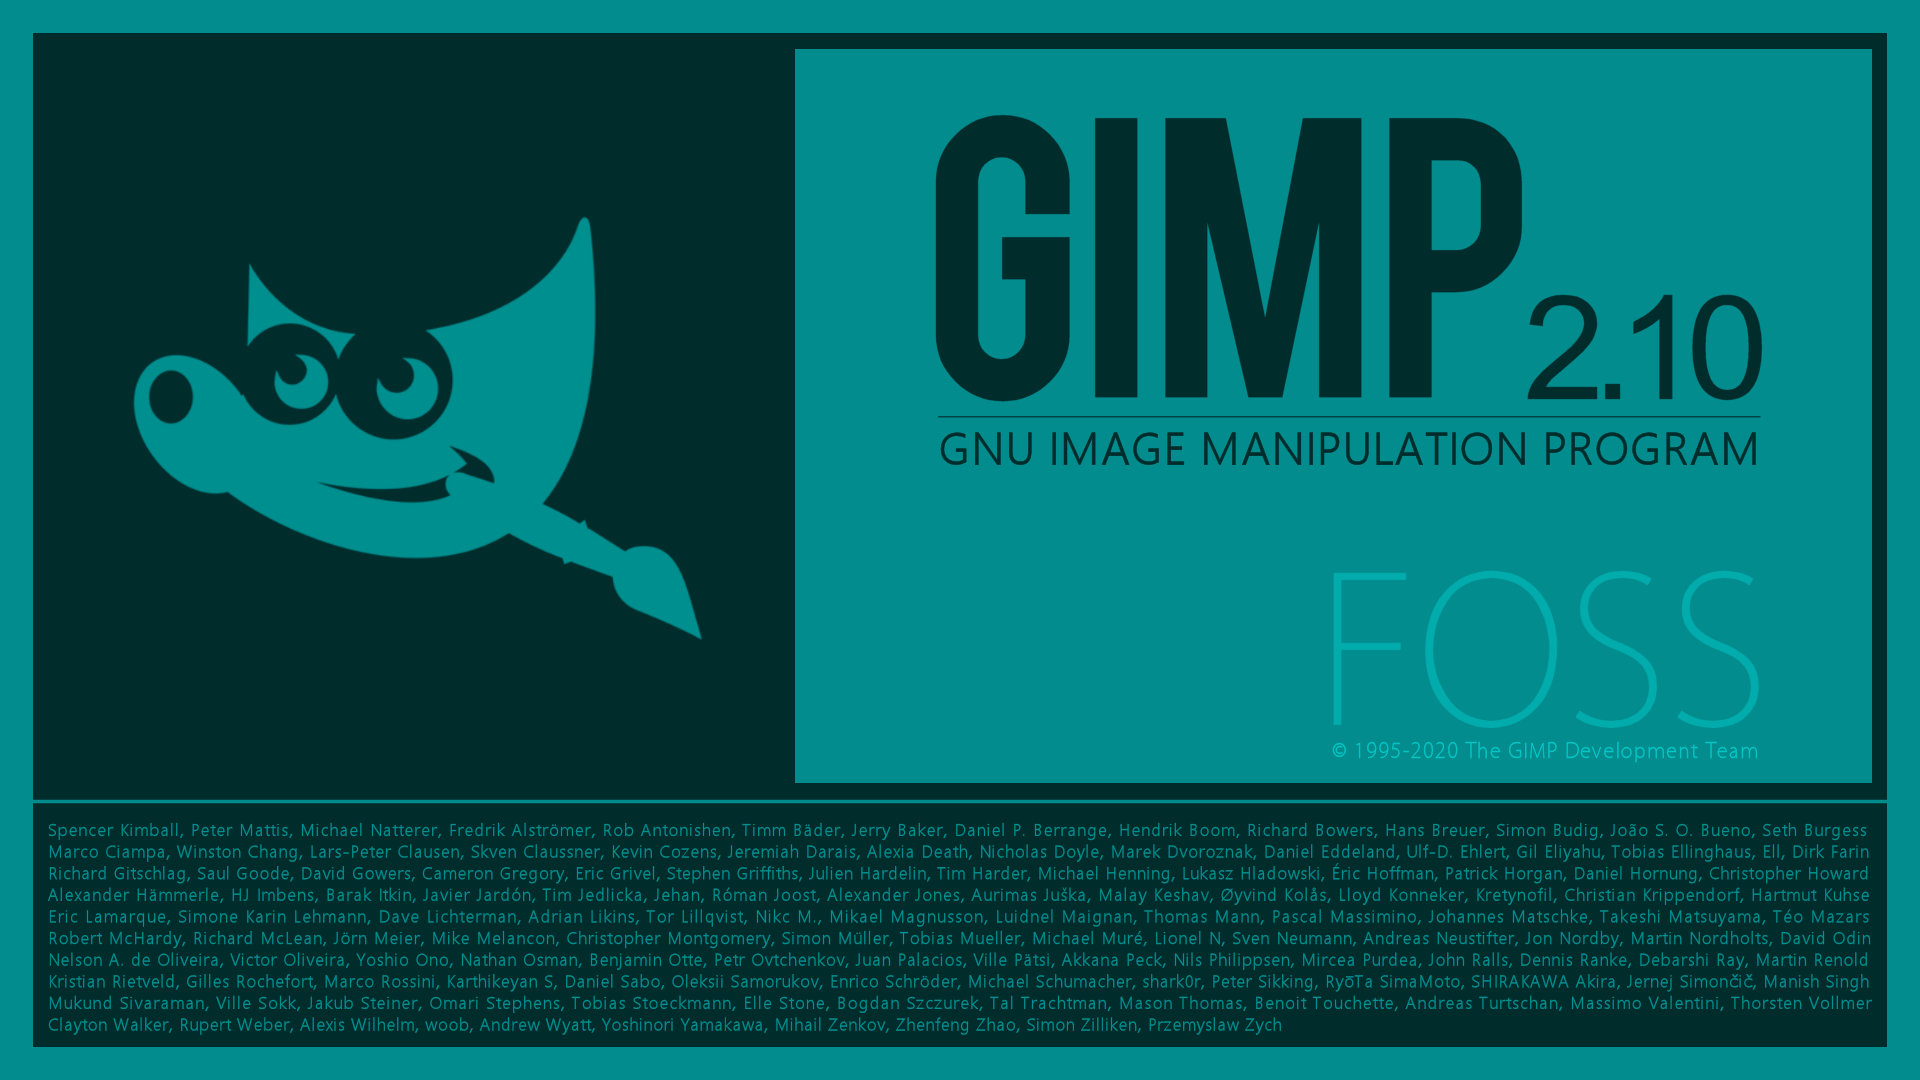 GIMP 2.10
GNU IMAGE MANIPULATION PROGRAM
FOSS
© 1995-2020 The GIMP Development Team
Spencer Kimball, Peter Mattis, Michael Natterer, Fredrik Alströmer, Rob Antonishen, Timm Bäder, Jerry Baker, Daniel P. Berrange, Hendrik Boom, Richard Bowers, Hans Breuer, Simon Budig, João S. O. Bueno, Seth Burgess
Marco Ciampa, Winston Chang, Lars-Peter Clausen, Skven Claussner, Kevin Cozens, Jeremiah Darais, Alexia Death, Nicholas Doyle, Marek Dvoroznak, Daniel Eddeland, Ulf-D. Ehlert, Gil Eliyahu, Tobias Ellinghaus, Ell, Dirk Farin
Richard Gitschlag, Saul Goode, David Gowers, Cameron Gregory, Eric Grivel, Stephen Griffiths, Julien Hardelin, Tim Harder, Michael Henning, Lukasz Hladowski, Éric Hoffman, Patrick Horgan, Daniel Hornung, Christopher Howard
Alexander Hämmerle, HJ Imbens, Barak Itkin, Javier Jardón, Tim Jedlicka, Jehan, Róman Joost, Alexander Jones, Aurimas Juška, Malay Keshav, Øyvind Kolås, Lloyd Konneker, Kretynofil, Christian Krippendorf, Hartmut Kuhse
Eric Lamarque, Simone Karin Lehmann, Dave Lichterman, Adrian Likins, Tor Lillqvist, Nikc M., Mikael Magnusson, Luidnel Maignan, Thomas Mann, Pascal Massimino, Johannes Matschke, Takeshi Matsuyama, Téo Mazars
Robert McHardy, Richard McLean, Jörn Meier, Mike Melancon, Christopher Montgomery, Simon Müller, Tobias Mueller, Michael Muré, Lionel N, Sven Neumann, Andreas Neustifter, Jon Nordby, Martin Nordholts, David Odin
Nelson A. de Oliveira, Victor Oliveira, Yoshio Ono, Nathan Osman, Benjamin Otte, Petr Ovtchenkov, Juan Palacios, Ville Pätsi, Akkana Peck, Nils Philippsen, Mircea Purdea, John Ralls, Dennis Ranke, Debarshi Ray, Martin Renold
Kristian Rietveld, Gilles Rochefort, Marco Rossini, Karthikeyan S, Daniel Sabo, Oleksii Samorukov, Enrico Schröder, Michael Schumacher, shark0r, Peter Sikking, RyōTa SimaMoto, SHIRAKAWA Akira, Jernej Simončič, Manish Singh
Mukund Sivaraman, Ville Sokk, Jakub Steiner, Omari Stephens, Tobias Stoeckmann, Elle Stone, Bogdan Szczurek, Tal Trachtman, Mason Thomas, Benoit Touchette, Andreas Turtschan, Massimo Valentini, Thorsten Vollmer
Clayton Walker, Rupert Weber, Alexis Wilhelm, woob, Andrew Wyatt, Yoshinori Yamakawa, Mihail Zenkov, Zhenfeng Zhao, Simon Zilliken, Przemyslaw Zych